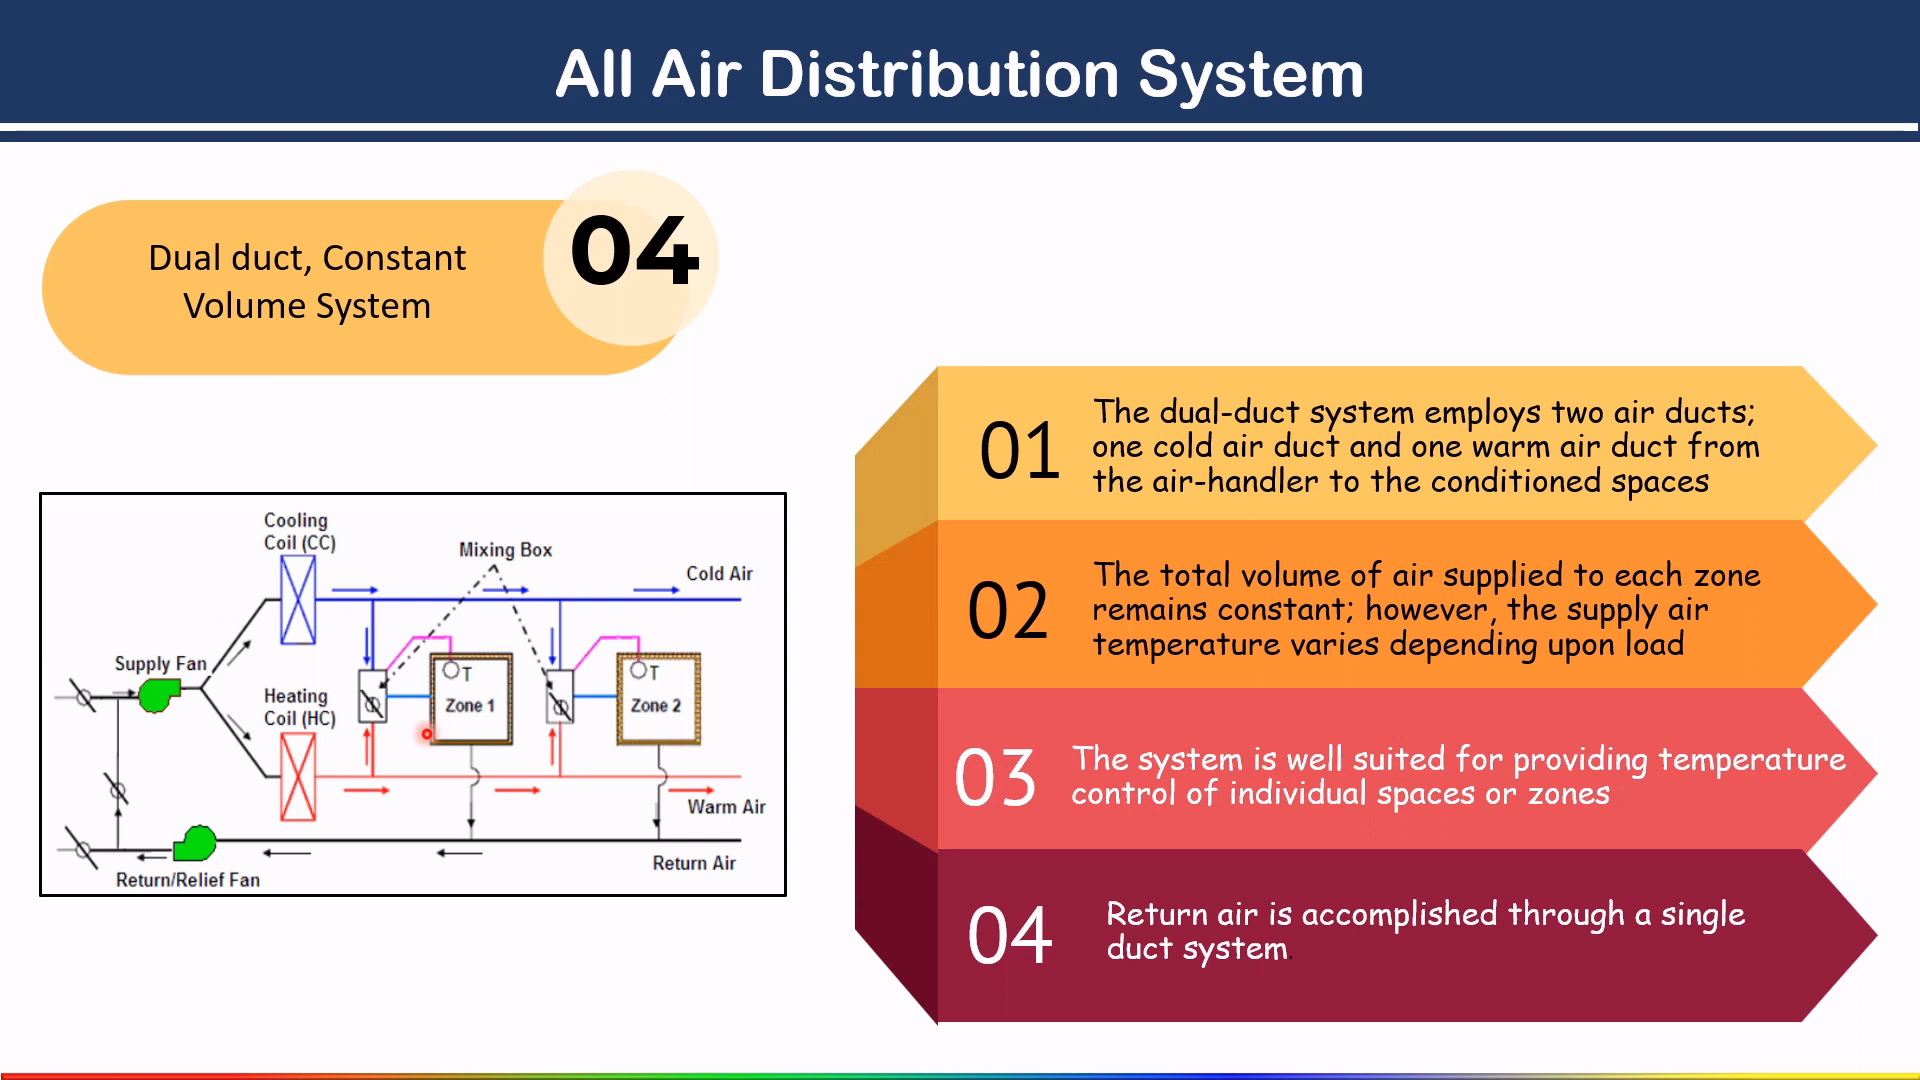 All Air Distribution System
Dual duct, Constant
Volume System
04
Cooling
Coil (CC)
Mixing Box
Cold Air
Supply Fan
Heating
Coil (HC)
T
Zone 1
T
Zone 2
Warm Air
Return Air
Return/Relief Fan
01
The dual-duct system employs two air ducts;
one cold air duct and one warm air duct from
the air-handler to the conditioned spaces
02
The total volume of air supplied to each zone
remains constant; however, the supply air
temperature varies depending upon load
03
The system is well suited for providing temperature
control of individual spaces or zones
04
Return air is accomplished through a single
duct system.